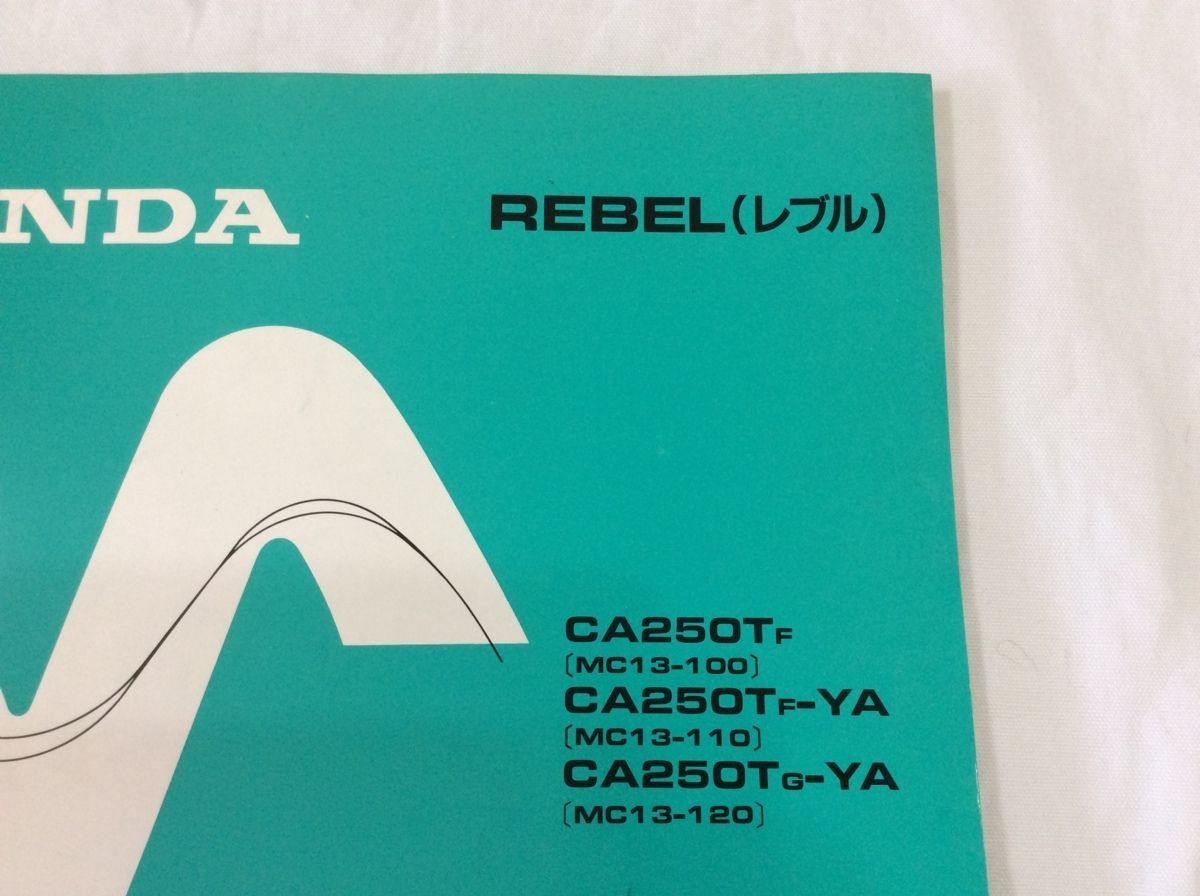 NDA
REBEL(レブル)
CA250TF
〔MC13-100〕
CA250TF-YA
〔MC13-110〕
CA250TG-YA
〔MC13-120〕